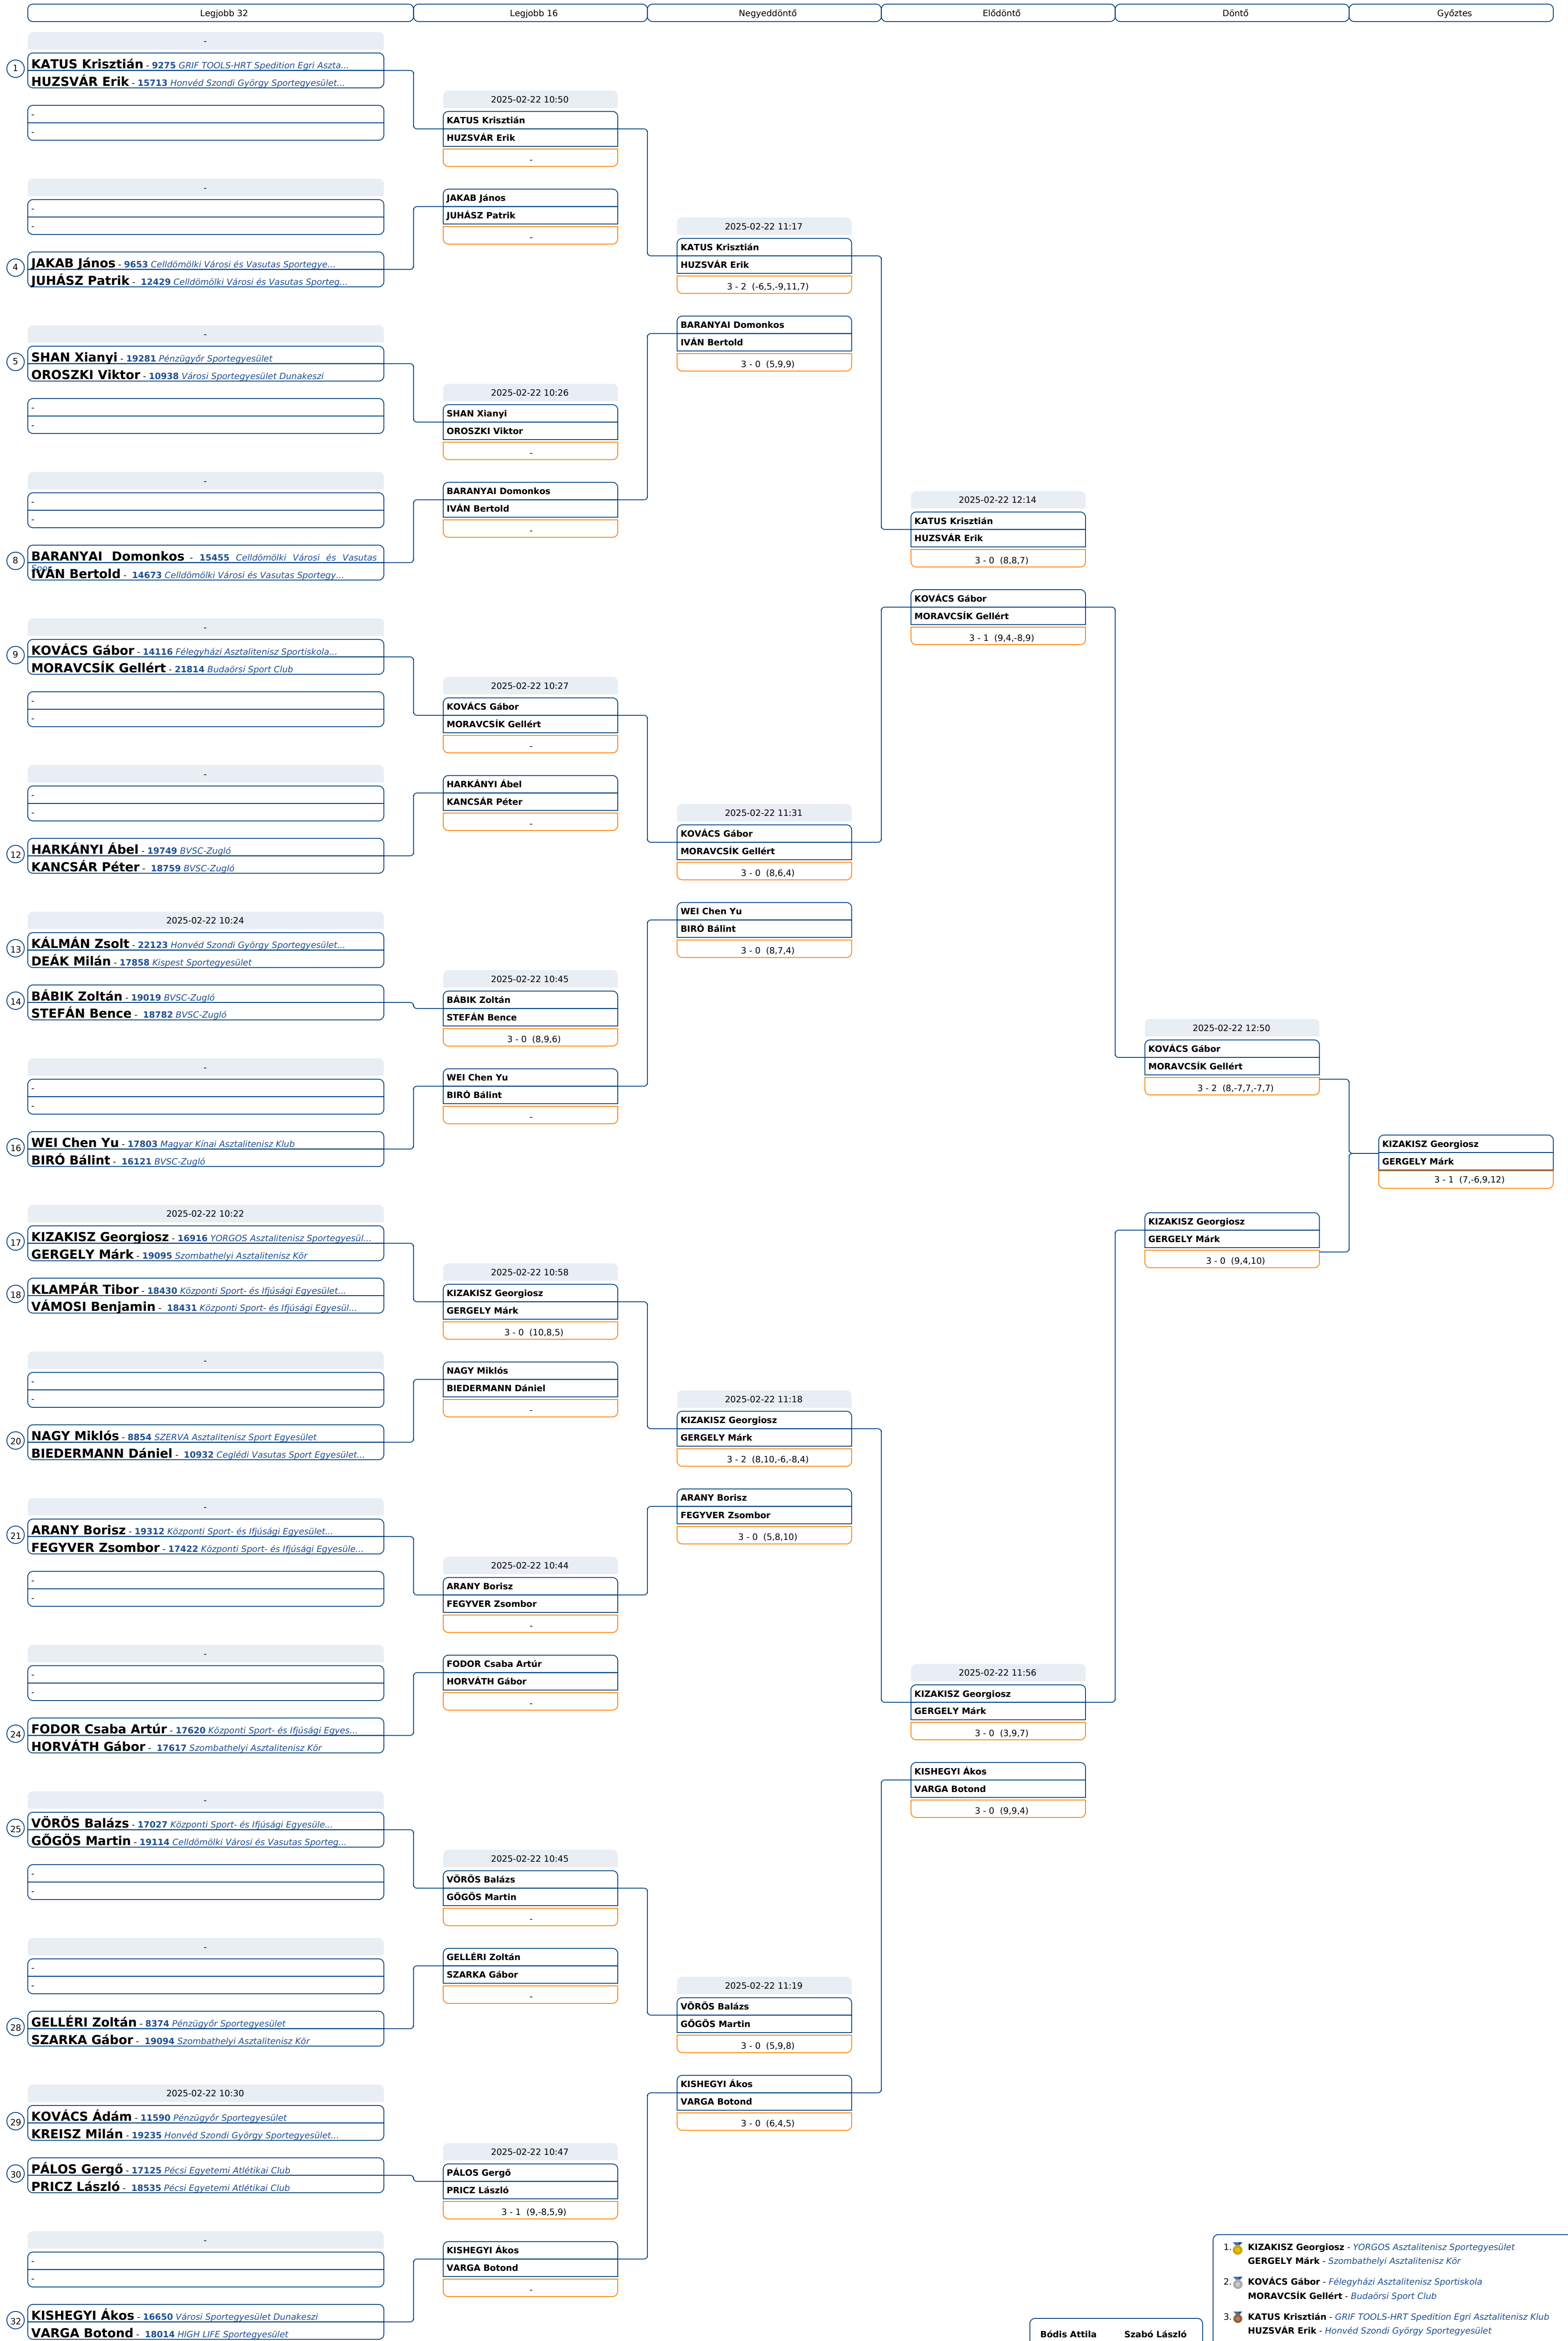 Legjobb 32
Legjobb 16
Negyeddöntő
Elődöntő
Döntő
Győztes
-
1
KATUS Krisztián - 9275 GRIF TOOLS-HRT Spedition Egri Aszta...
HUZSVÁR Erik - 15713 Honvéd Szondi György Sportegyesület...
-
-
-
-
-
4
JAKAB János - 9653 Celldömölki Városi és Vasutas Sportegye...
JUHÁSZ Patrik - 12429 Celldömölki Városi és Vasutas Sporteg...
-
5
SHAN Xianyi - 19281 Pénzügyőr Sportegyesület
OROSZKI Viktor - 10938 Városi Sportegyesület Dunakeszi
-
-
-
-
-
8
BARANYAI Domonkos - 15455 Celldömölki Városi és Vasutas
Spor...
IVÁN Bertold - 14673 Celldömölki Városi és Vasutas Sportegy...
-
9
KOVÁCS Gábor - 14116 Félegyházi Asztalitenisz Sportiskola...
MORAVCSÍK Gellért - 21814 Budaörsi Sport Club
-
-
-
-
-
12
HARKÁNYI Ábel - 19749 BVSC-Zugló
KANCSÁR Péter - 18759 BVSC-Zugló
2025-02-22 10:24
13
KÁLMÁN Zsolt - 22123 Honvéd Szondi György Sportegyesület...
DEÁK Milán - 17858 Kispest Sportegyesület
14
BÁBIK Zoltán - 19019 BVSC-Zugló
STEFÁN Bence - 18782 BVSC-Zugló
-
-
-
16
WEI Chen Yu - 17803 Magyar Kínai Asztalitenisz Klub
BIRÓ Bálint - 16121 BVSC-Zugló
2025-02-22 10:22
17
KIZAKISZ Georgiosz - 16916 YORGOS Asztalitenisz Sportegyesül...
GERGELY Márk - 19095 Szombathelyi Asztalitenisz Kör
18
KLAMPÁR Tibor - 18430 Központi Sport- és Ifjúsági Egyesület...
VÁMOSI Benjamin - 18431 Központi Sport- és Ifjúsági Egyesül...
-
-
-
20
NAGY Miklós - 8854 SZERVA Asztalitenisz Sport Egyesület
BIEDERMANN Dániel - 10932 Ceglédi Vasutas Sport Egyesület...
-
21
ARANY Borisz - 19312 Központi Sport- és Ifjúsági Egyesület...
FEGYVER Zsombor - 17422 Központi Sport- és Ifjúsági Egyesüle...
-
-
-
-
-
24
FODOR Csaba Artúr - 17620 Központi Sport- és Ifjúsági Egyes...
HORVÁTH Gábor - 17617 Szombathelyi Asztalitenisz Kör
-
25
VÖRÖS Balázs - 17027 Központi Sport- és Ifjúsági Egyesüle...
GŐGÖS Martin - 19114 Celldömölki Városi és Vasutas Sporteg...
-
-
-
-
-
28
GELLÉRI Zoltán - 8374 Pénzügyőr Sportegyesület
SZARKA Gábor - 19094 Szombathelyi Asztalitenisz Kör
2025-02-22 10:30
29
KOVÁCS Ádám - 11590 Pénzügyőr Sportegyesület
KREISZ Milán - 19235 Honvéd Szondi György Sportegyesület...
30
PÁLOS Gergő - 17125 Pécsi Egyetemi Atlétikai Club
PRICZ László - 18535 Pécsi Egyetemi Atlétikai Club
-
-
-
32
KISHEGYI Ákos - 16650 Városi Sportegyesület Dunakeszi
VARGA Botond - 18014 HIGH LIFE Sportegyesület
2025-02-22 10:50
KATUS Krisztián
HUZSVÁR Erik
-
JAKAB János
JUHÁSZ Patrik
-
2025-02-22 10:26
SHAN Xianyi
OROSZKI Viktor
-
BARANYAI Domonkos
IVÁN Bertold
-
2025-02-22 10:27
KOVÁCS Gábor
MORAVCSÍK Gellért
-
HARKÁNYI Ábel
KANCSÁR Péter
-
2025-02-22 10:45
BÁBIK Zoltán
STEFÁN Bence
3 - 0 (8,9,6)
WEI Chen Yu
BIRÓ Bálint
-
2025-02-22 10:58
KIZAKISZ Georgiosz
GERGELY Márk
3 - 0 (10,8,5)
NAGY Miklós
BIEDERMANN Dániel
-
2025-02-22 10:44
ARANY Borisz
FEGYVER Zsombor
-
FODOR Csaba Artúr
HORVÁTH Gábor
-
2025-02-22 10:45
VÖRÖS Balázs
GŐGÖS Martin
-
GELLÉRI Zoltán
SZARKA Gábor
-
2025-02-22 10:47
PÁLOS Gergő
PRICZ László
3 - 1 (9,-8,5,9)
KISHEGYI Ákos
VARGA Botond
-
2025-02-22 11:17
KATUS Krisztián
HUZSVÁR Erik
3 - 2 (-6,5,-9,11,7)
BARANYAI Domonkos
IVÁN Bertold
3 - 0 (5,9,9)
2025-02-22 11:31
KOVÁCS Gábor
MORAVCSÍK Gellért
3 - 0 (8,6,4)
WEI Chen Yu
BIRÓ Bálint
3 - 0 (8,7,4)
2025-02-22 11:18
KIZAKISZ Georgiosz
GERGELY Márk
3 - 2 (8,10,-6,-8,4)
ARANY Borisz
FEGYVER Zsombor
3 - 0 (5,8,10)
2025-02-22 11:19
VÖRÖS Balázs
GŐGÖS Martin
3 - 0 (5,9,8)
KISHEGYI Ákos
VARGA Botond
3 - 0 (6,4,5)
2025-02-22 12:14
KATUS Krisztián
HUZSVÁR Erik
3 - 0 (8,8,7)
KOVÁCS Gábor
MORAVCSÍK Gellért
3 - 1 (9,4,-8,9)
2025-02-22 11:56
KIZAKISZ Georgiosz
GERGELY Márk
3 - 0 (3,9,7)
KISHEGYI Ákos
VARGA Botond
3 - 0 (9,9,4)
2025-02-22 12:50
KOVÁCS Gábor
MORAVCSÍK Gellért
3 - 2 (8,-7,7,-7,7)
KIZAKISZ Georgiosz
GERGELY Márk
3 - 0 (9,4,10)
KIZAKISZ Georgiosz
GERGELY Márk
3 - 1 (7,-6,9,12)
Bódis Attila Szabó László
1. KIZAKISZ Georgiosz - YORGOS Asztalitenisz Sportegyesület
GERGELY Márk - Szombathelyi Asztalitenisz Kör
2. KOVÁCS Gábor - Félegyházi Asztalitenisz Sportiskola
MORAVCSÍK Gellért - Budaörsi Sport Club
3. KATUS Krisztián - GRIF TOOLS-HRT Spedition Egri Asztalitenisz Klub
HUZSVÁR Erik - Honvéd Szondi György Sportegyesület